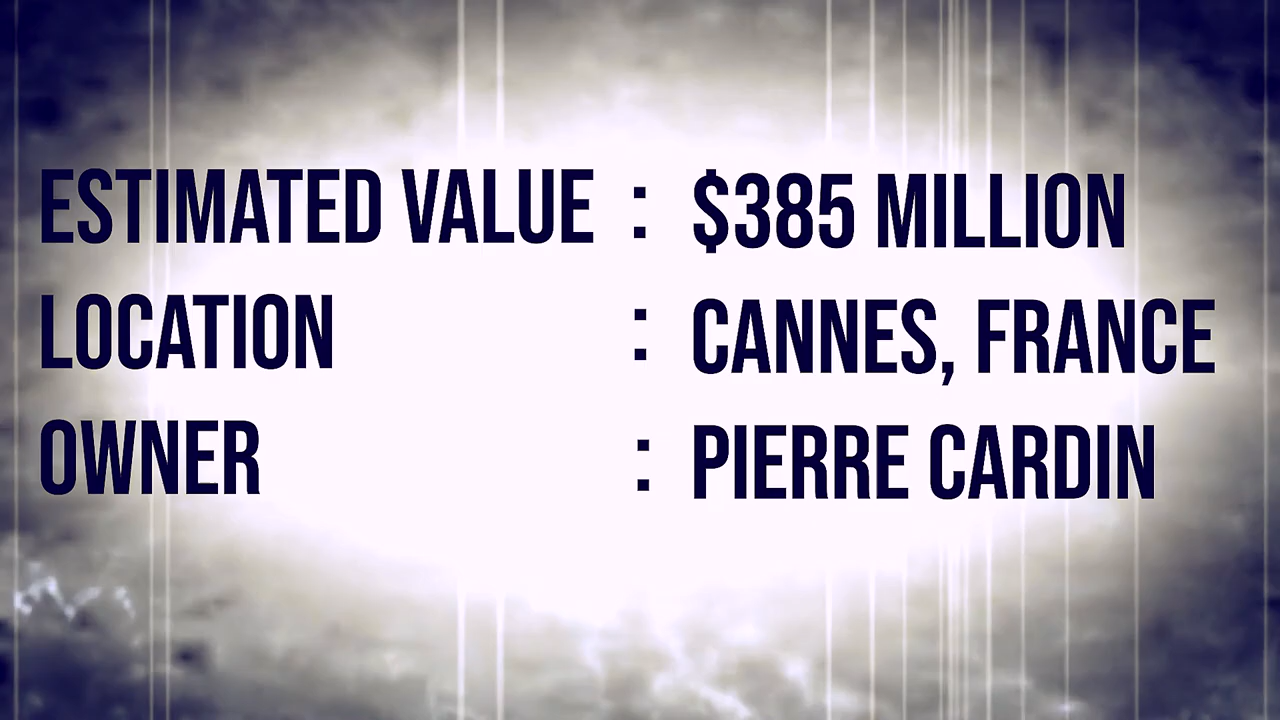 ESTIMATED VALUE : $385 MILLION
LOCATION : CANNES, FRANCE
OWNER : PIERRE CARDIN